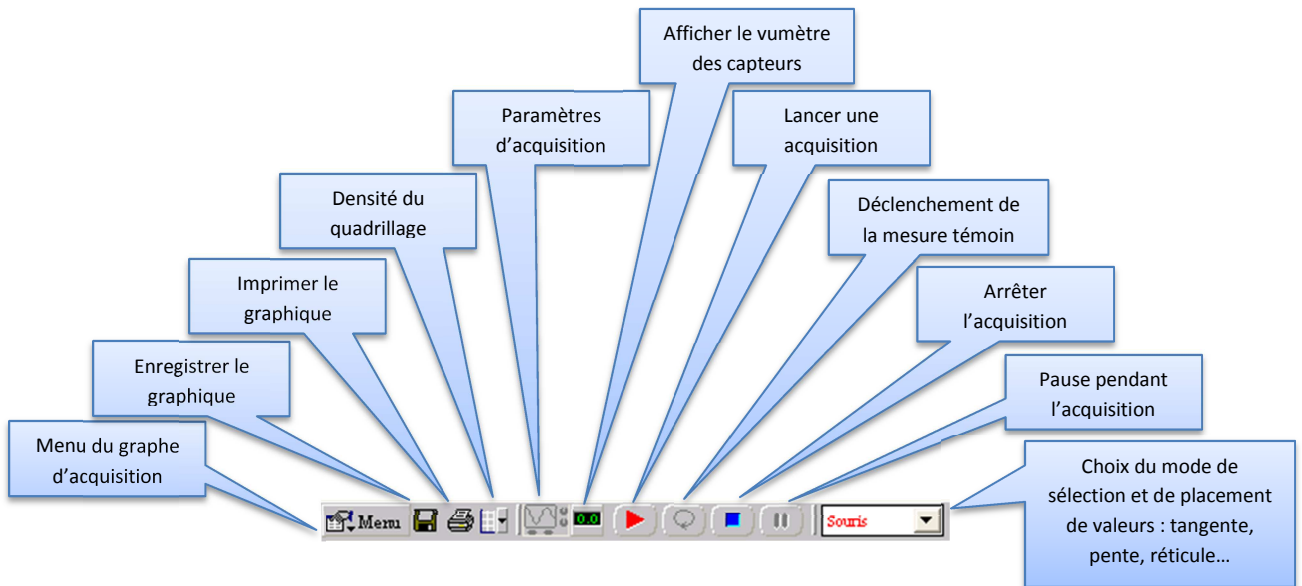 Afficher le vumètre
des capteurs
Paramètres
d'acquisition
Lancer une
acquisition
Densité du
quadrillage
Déclenchement de
la mesure témoin
Imprimer le
graphique
Arrêter
l'acquisition
Enregistrer le
graphique
Pause pendant
l'acquisition
Menu du graphe
d'acquisition
Choix du mode de
sélection et de placement
de valeurs : tangente,
pente, réticule…
Menu
0.0
Souris